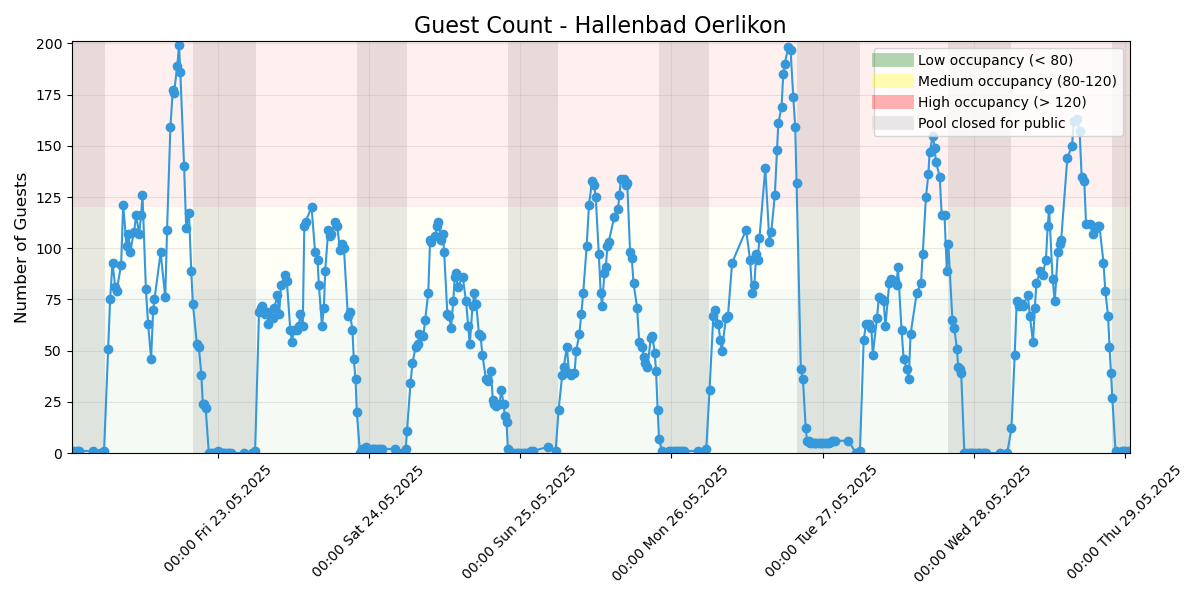 Guest Count - Hallenbad Oerlikon
Number of Guests
200
175
150
125
100
75
50
25
0
Low occupancy (< 80)
Medium occupancy (80-120)
High occupancy (> 120)
Pool closed for public
00:00 Fri 23.05.2025
00:00 Sat 24.05.2025
00:00 Sun 25.05.2025
00:00 Mon 26.05.2025
00:00 Tue 27.05.2025
00:00 Wed 28.05.2025
00:00 Thu 29.05.2025